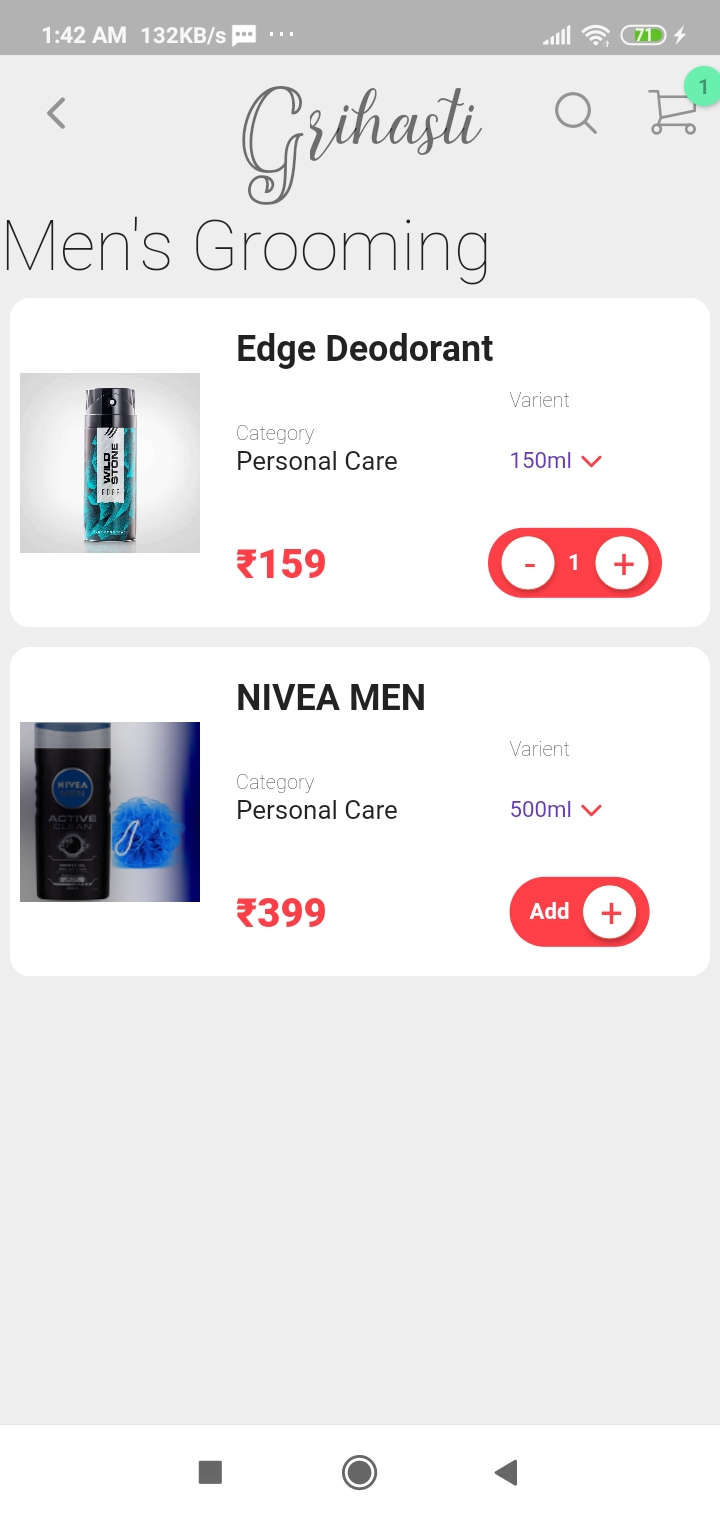 1:42 AM 132KB/s ... 71
Grihasti
1
Men's Grooming
Edge Deodorant
Varient
Category
Personal Care
150ml
WILD
STONE
EDGE
₹159
- 1 +
NIVEA MEN
Varient
Category
Personal Care
500ml
NIVEA
MEN
ACTIVE
CLEAN
₹399
Add +